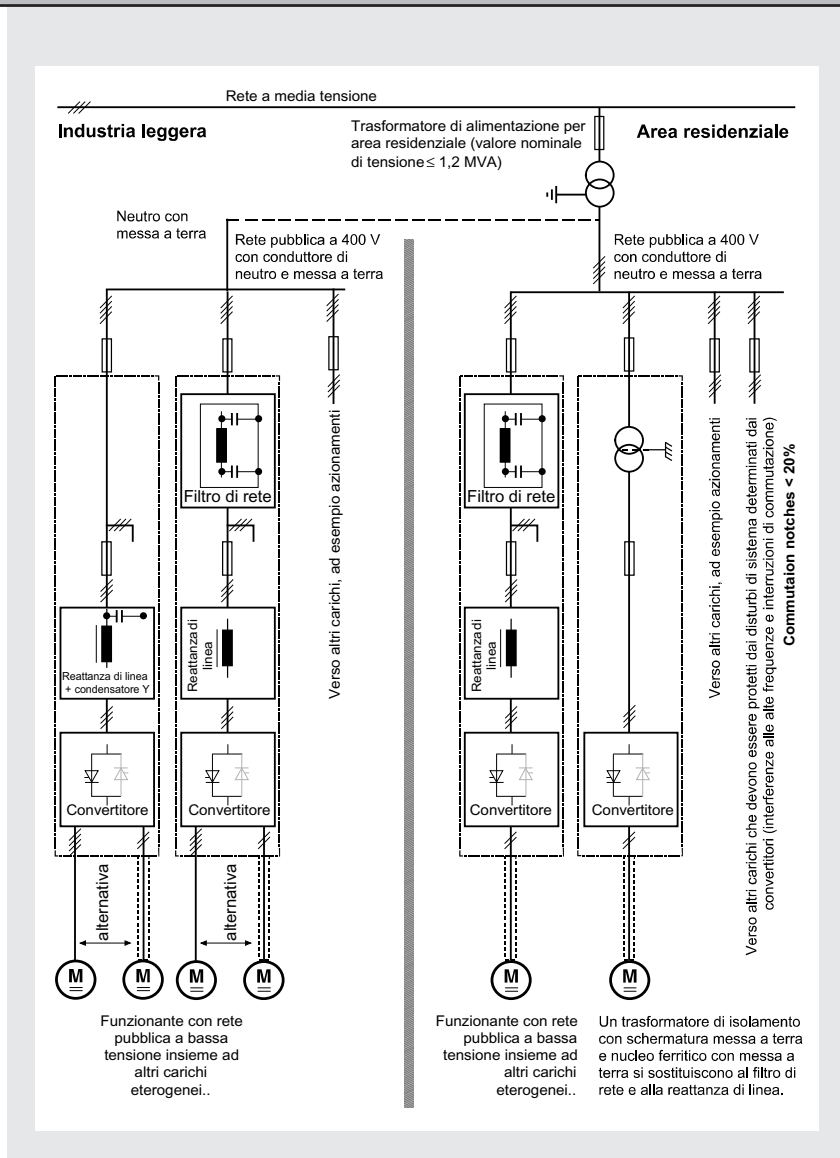 Rete a media tensione
Industria leggera
Trasformatore di alimentazione per
area residenziale (valore nominale
di tensione≤ 1,2 MVA)
Area residenziale
Neutro con
messa a terra
Rete pubblica a 400 V
con conduttore di
neutro e messa a terra
Rete pubblica a 400 V
con conduttore di
neutro e messa a terra
Filtro di rete
Filtro di rete
Verso altri carichi, ad esempio azionamenti
Verso altri carichi, ad esempio azionamenti
Verso altri carichi che devono essere protetti dai disturbi di sistema determinati dai
convertitori (interferenze alle alte frequenze e interruzioni di commutazione)
Commutaion notches < 20%
Reattanza di linea
+ condensatore Y
Reattanza di
linea
Reattanza di
linea
Convertitore
Convertitore
Convertitore
Convertitore
alternativa
alternativa
M
M
M
M
M
M
Funzionante con rete
pubblica a bassa
tensione insieme ad
altri carichi
eterogenei..
Funzionante con rete
pubblica a bassa
tensione insieme ad
altri carichi
eterogenei..
Un trasformatore di isolamento
con schermatura messa a terra
e nucleo ferritico con messa a
terra si sostituiscono al filtro di
rete e alla reattanza di linea.